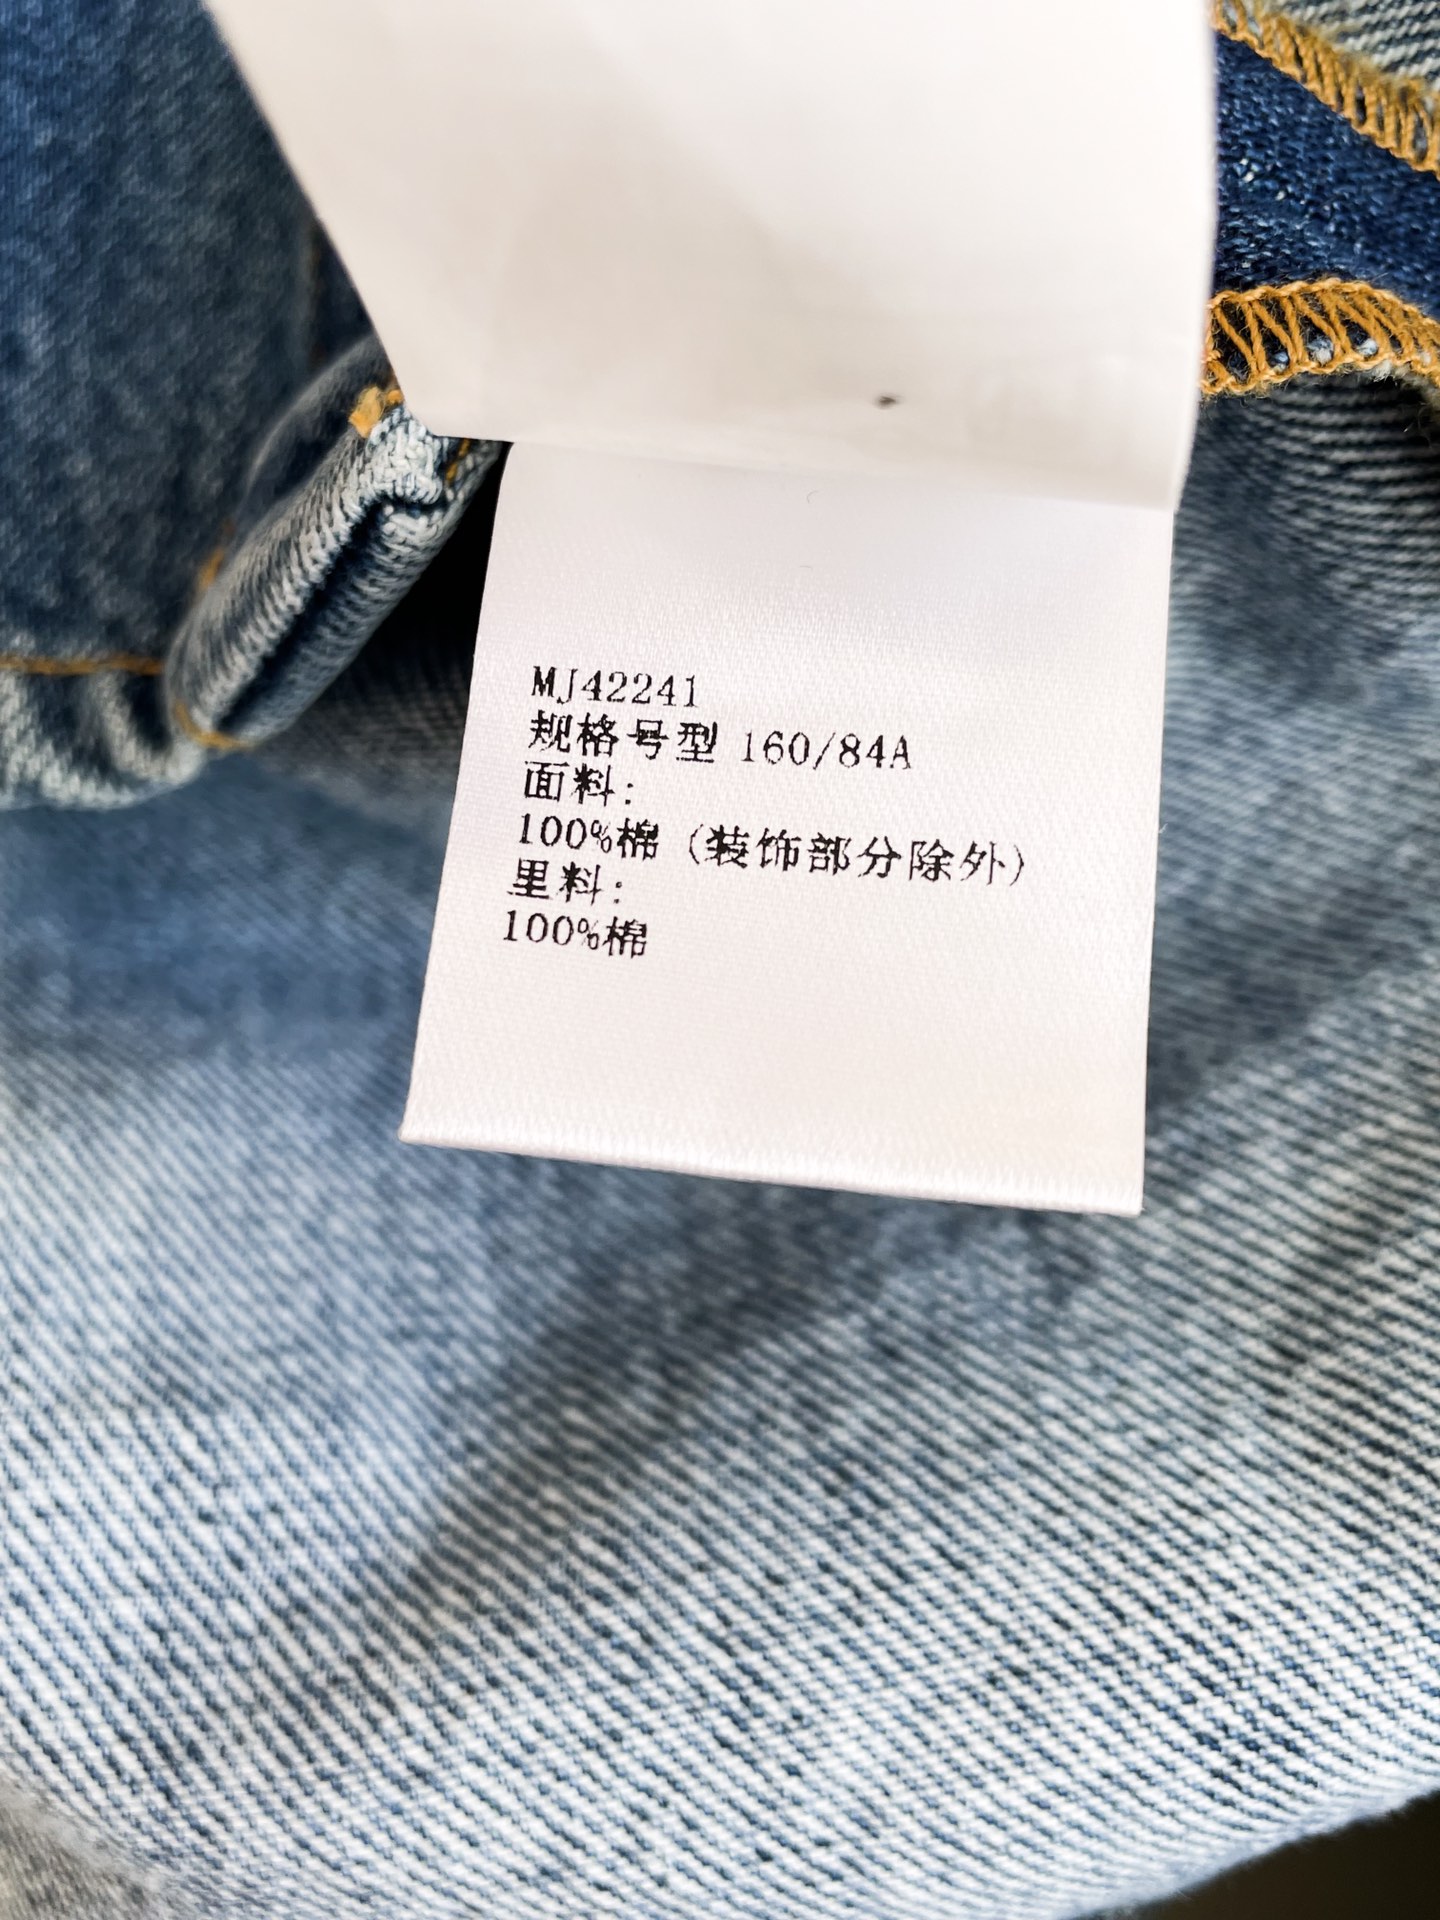 MJ42241
规格号型 160/84A
面料:
100%棉 (装饰部分除外)
里料:
100%棉